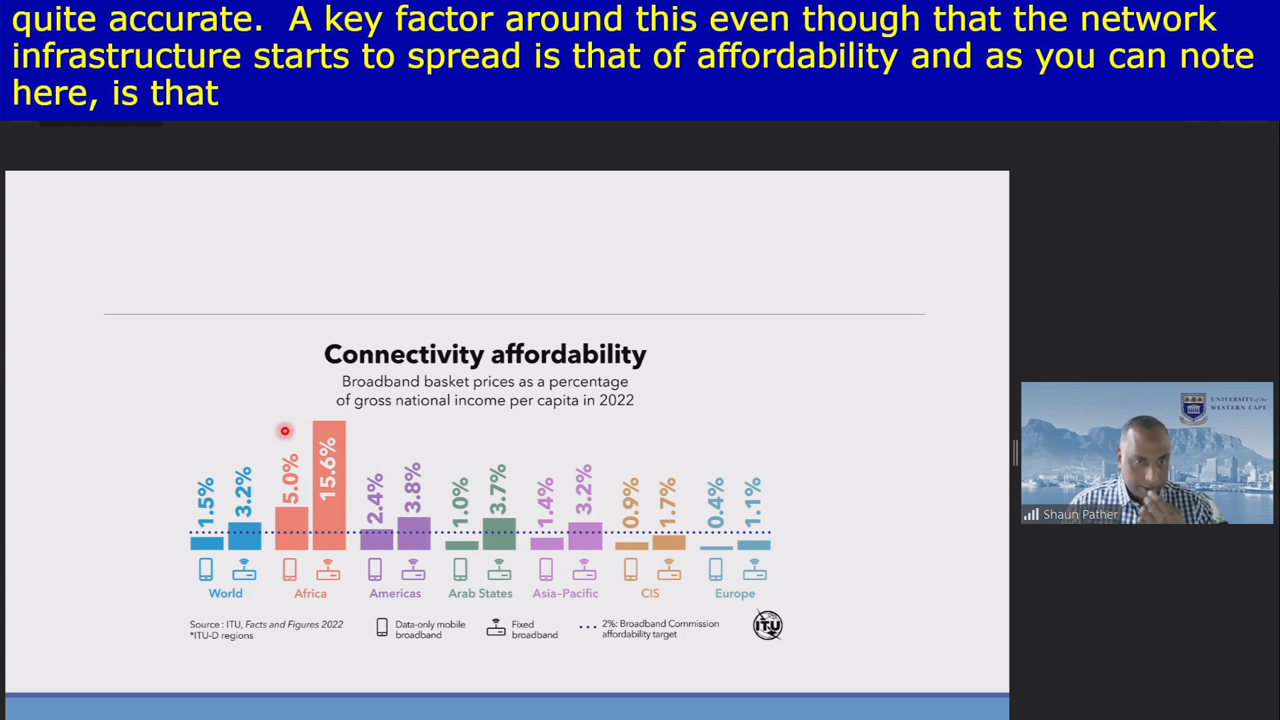 quite accurate.  A key factor around this even though that the network
infrastructure starts to spread is that of affordability and as you can note
here, is that
Connectivity affordability
Broadband basket prices as a percentage
of gross national income per capita in 2022
1.5%
3.2%
5.0%
15.6%
2.4%
3.8%
1.0%
3.7%
1.4%
3.2%
0.9%
1.7%
0.4%
1.1%
World
Africa
Americas
Arab States
Asia–Pacific
CIS
Europe
Source : ITU, Facts and Figures 2022
*ITU-D regions
Data-only mobile
broadband
Fixed
broadband
2%: Broadband Commission
affordability target
ITU
UNIVERSITY of the
WESTERN CAPE
Shaun Pather